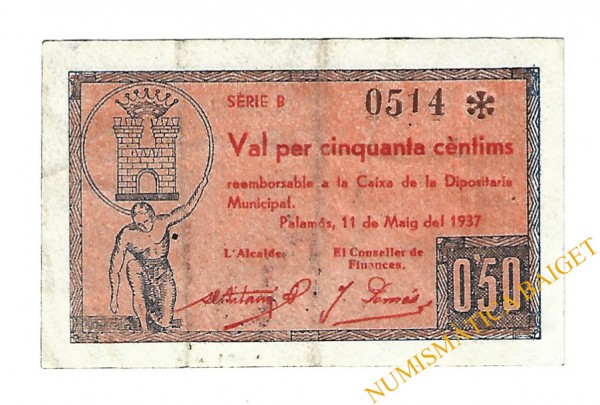 SÈRIE B 0514 *
Val per cinquanta cèntims
reemborsable a la Caixa de la Dipositaria
Municipal.
Palamós, 11 de Maig del 1937
L'Alcalde, El Conseller de
Finances.
0'50
NUMISMÀTICA BAIGET